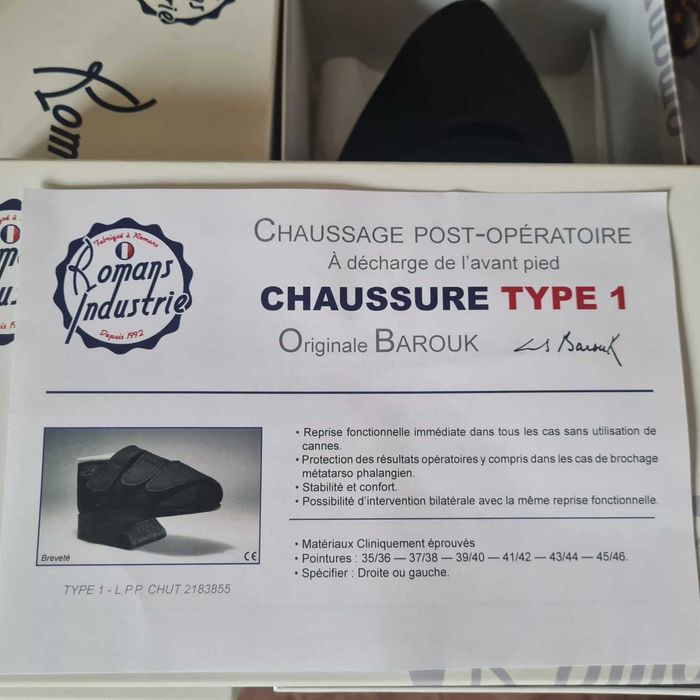 Rom
Fabriqué à Romans
Romans
Industrie
Depuis 1992
CHAUSSAGE POST-OPÉRATOIRE
À décharge de l'avant pied
CHAUSSURE TYPE 1
Originale BAROUK
LS Barouk
• Reprise fonctionnelle immédiate dans tous les cas sans utilisation de
cannes.
• Protection des résultats opératoires y compris dans les cas de brochage
métatarso phalangien.
• Stabilité et confort.
• Possibilité d'intervention bilatérale avec la même reprise fonctionnelle.
Breveté
CE
• Matériaux Cliniquement éprouvés
• Pointures : 35/36 — 37/38 — 39/40 — 41/42 — 43/44 — 45/46.
• Spécifier : Droite ou gauche.
TYPE 1 - L.P.P. CHUT 2183855